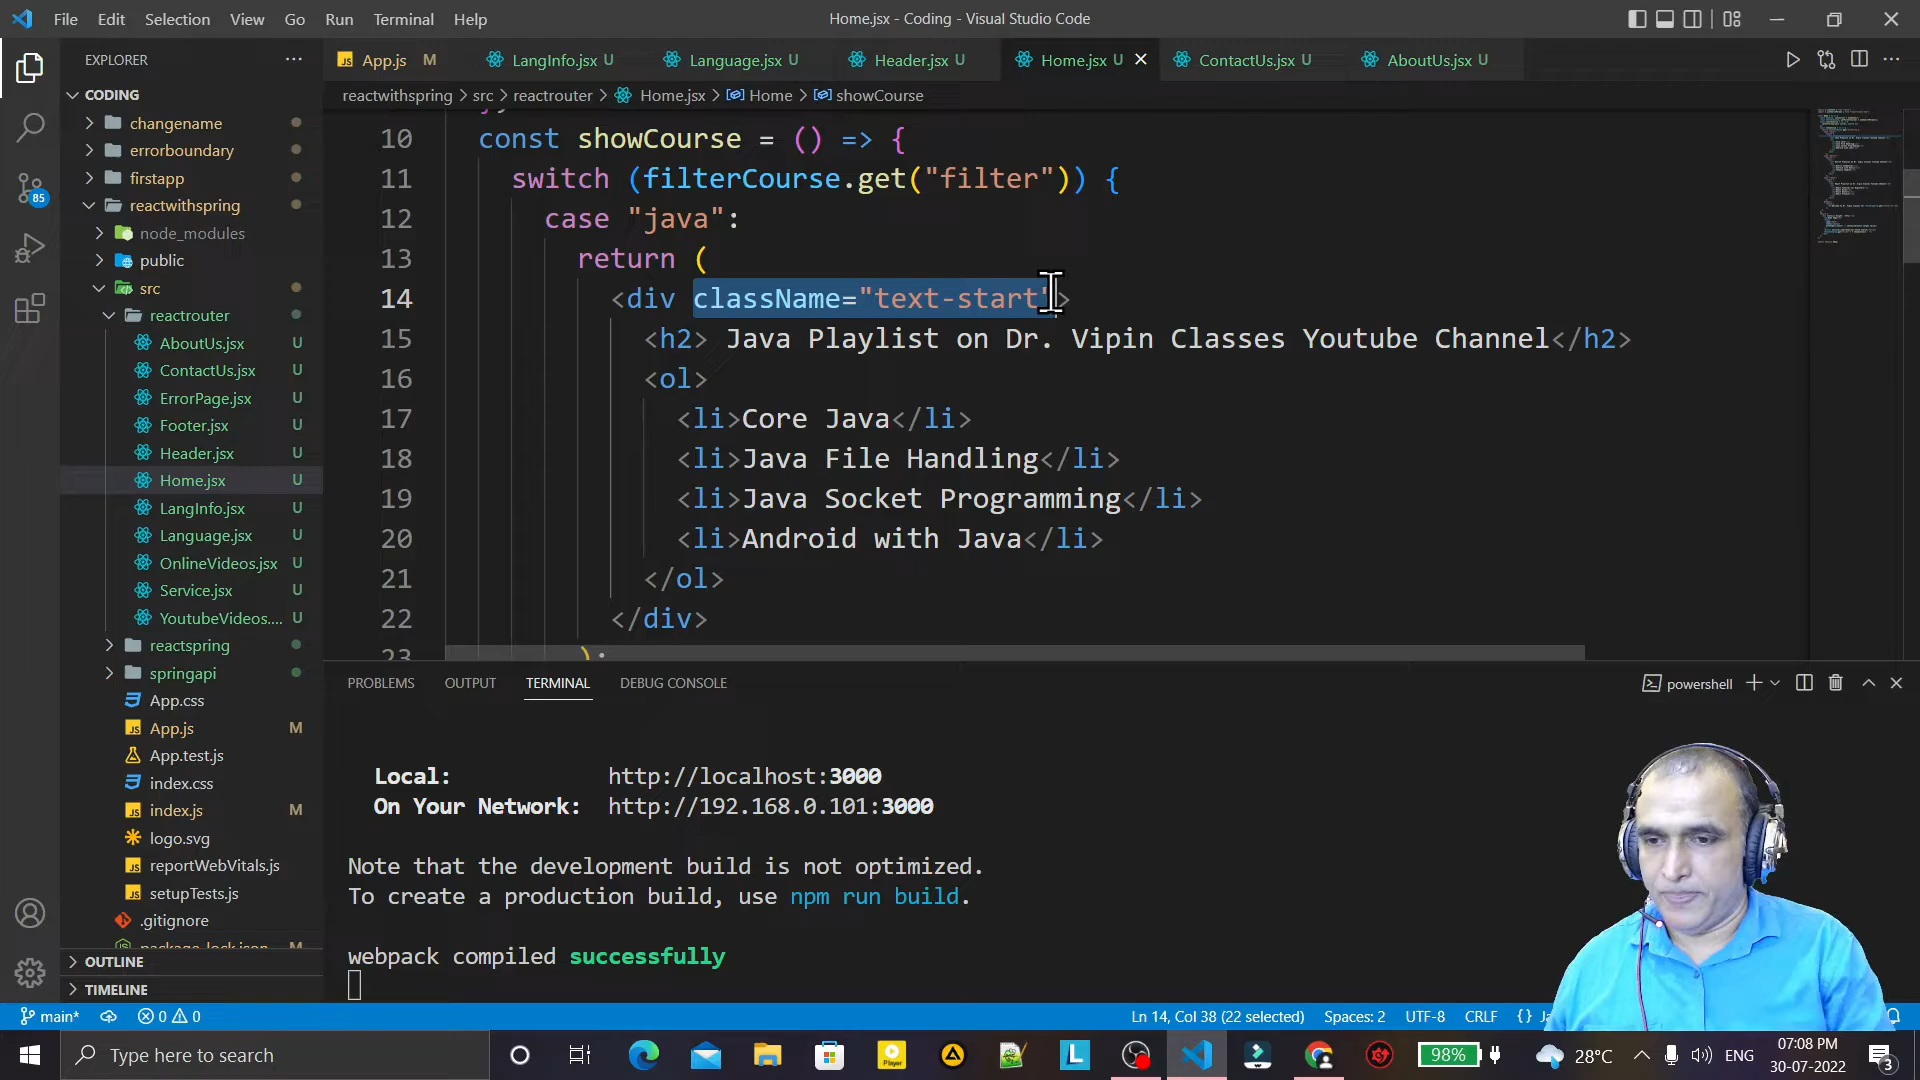 File Edit Selection View Go Run Terminal Help
Home.jsx - Coding - Visual Studio Code
EXPLORER
App.js M
LangInfo.jsx U
Language.jsx U
Header.jsx U
Home.jsx U
ContactUs.jsx U
AboutUs.jsx U
reactwithspring > src > reactrouter > Home.jsx > Home > showCourse
CODING
changename
errorboundary
firstapp
reactwithspring
node_modules
public
src
reactrouter
AboutUs.jsx U
ContactUs.jsx U
ErrorPage.jsx U
Footer.jsx U
Header.jsx U
Home.jsx U
LangInfo.jsx U
Language.jsx U
OnlineVideos.jsx U
Service.jsx U
YoutubeVideos.... U
reactspring
springapi
App.css
App.js M
App.test.js
index.css
index.js M
logo.svg
reportWebVitals.js
setupTests.js
.gitignore
package-lock.json M
OUTLINE
TIMELINE
85
10 const showCourse = () => {
11 switch (filterCourse.get("filter")) {
12 case "java":
13 return (
14 <div className="text-start">
15 <h2> Java Playlist on Dr. Vipin Classes Youtube Channel</h2>
16 <ol>
17 <li>Core Java</li>
18 <li>Java File Handling</li>
19 <li>Java Socket Programming</li>
20 <li>Android with Java</li>
21 </ol>
22 </div>
23 );
PROBLEMS OUTPUT TERMINAL DEBUG CONSOLE
powershell
Local: http://localhost:3000
On Your Network: http://192.168.0.101:3000
Note that the development build is not optimized.
To create a production build, use npm run build.
webpack compiled successfully
main* 0 0
Ln 14, Col 38 (22 selected) Spaces: 2 UTF-8 CRLF {}
Type here to search
Player
L
98%
28°C
ENG
07:08 PM
30-07-2022
3